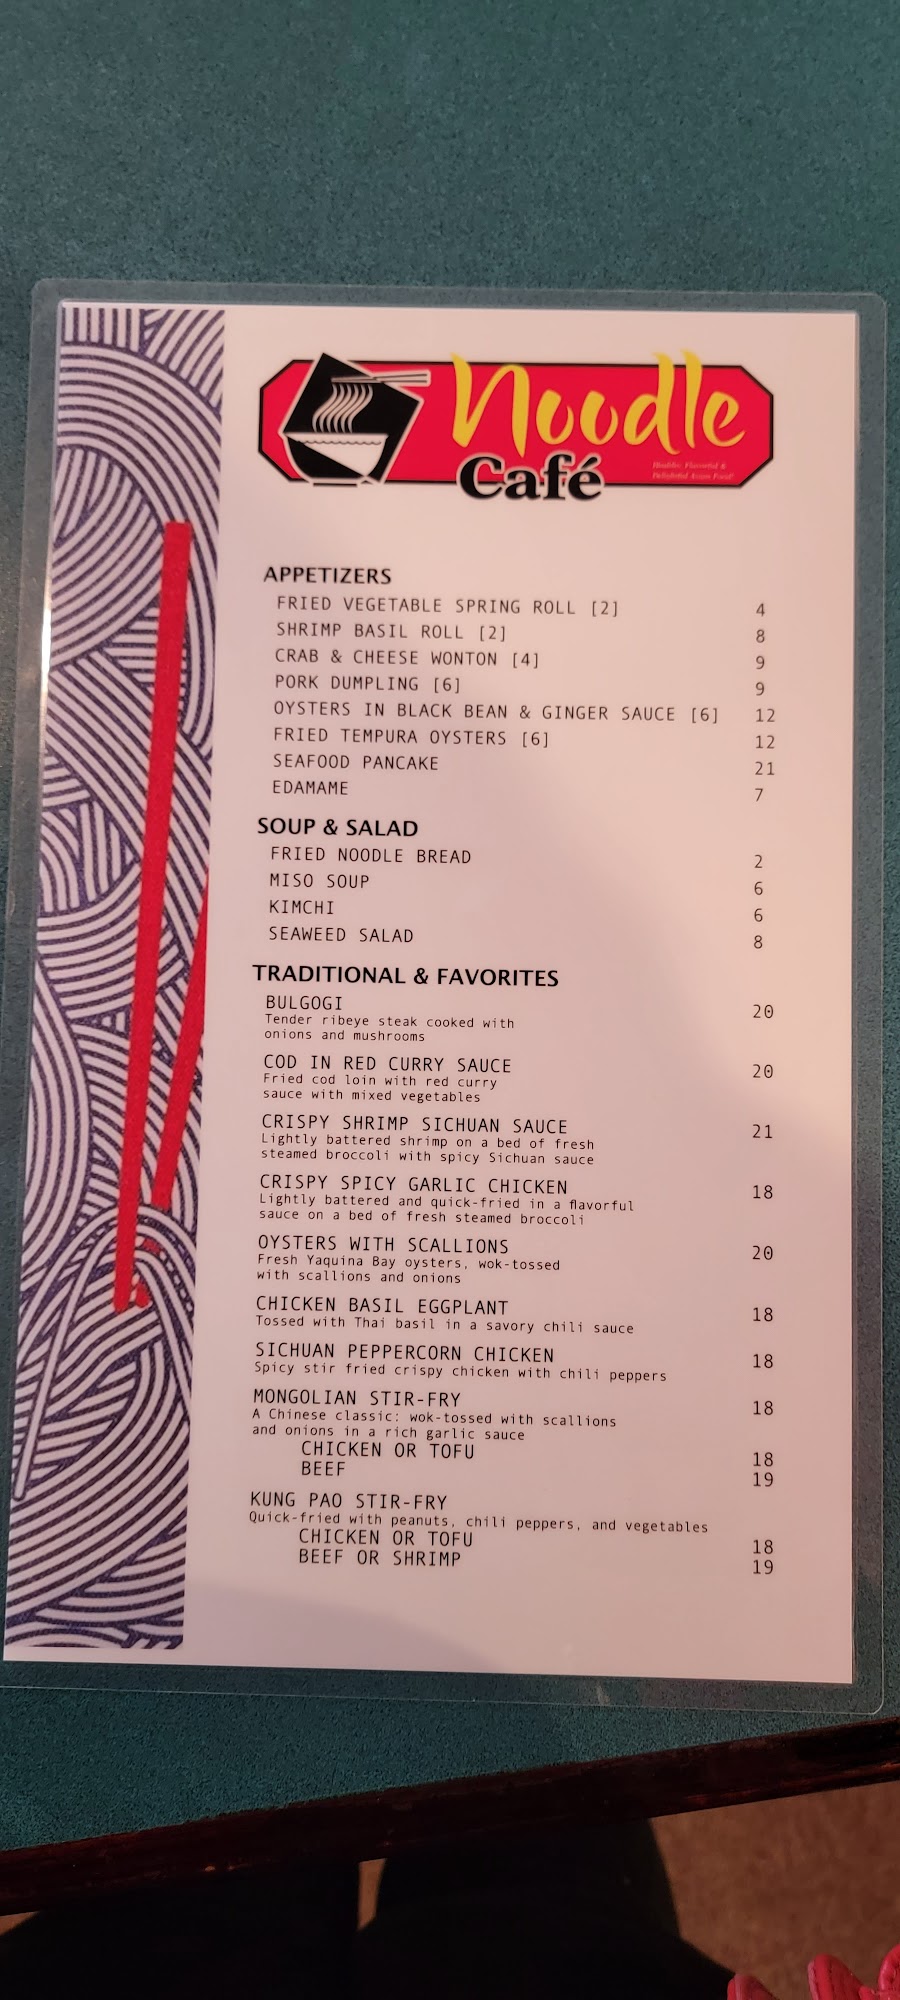 Noodle
Café
APPETIZERS
FRIED VEGETABLE SPRING ROLL [2] 4
SHRIMP BASIL ROLL [2] 8
CRAB & CHEESE WONTON [4] 9
PORK DUMPLING [6] 9
OYSTERS IN BLACK BEAN & GINGER SAUCE [6] 12
FRIED TEMPURA OYSTERS [6] 12
SEAFOOD PANCAKE 21
EDAMAME 7
SOUP & SALAD
FRIED NOODLE BREAD 2
MISO SOUP 6
KIMCHI 6
SEAWEED SALAD 8
TRADITIONAL & FAVORITES
BULGOGI 20
Tender ribeye steak cooked with
onions and mushrooms
COD IN RED CURRY SAUCE 20
Fried cod loin with red curry
sauce with mixed vegetables
CRISPY SHRIMP SICHUAN SAUCE 21
Lightly battered shrimp on a bed of fresh
steamed broccoli with spicy Sichuan sauce
CRISPY SPICY GARLIC CHICKEN 18
Lightly battered and quick-fried in a flavorful
sauce on a bed of fresh steamed broccoli
OYSTERS WITH SCALLIONS 20
Fresh Yaquina Bay oysters, wok-tossed
with scallions and onions
CHICKEN BASIL EGGPLANT 18
Tossed with Thai basil in a savory chili sauce
SICHUAN PEPPERCORN CHICKEN 18
Spicy stir fried crispy chicken with chili peppers
MONGOLIAN STIR-FRY 18
A Chinese classic: wok-tossed with scallions
and onions in a rich garlic sauce
CHICKEN OR TOFU 18
BEEF 19
KUNG PAO STIR-FRY
Quick-fried with peanuts, chili peppers, and vegetables
CHICKEN OR TOFU 18
BEEF OR SHRIMP 19